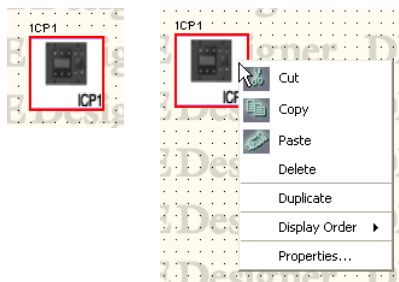 1CP1
ICP1
1CP1
ICP
Cut
Copy
Paste
Delete
Duplicate
Display Order
Properties...